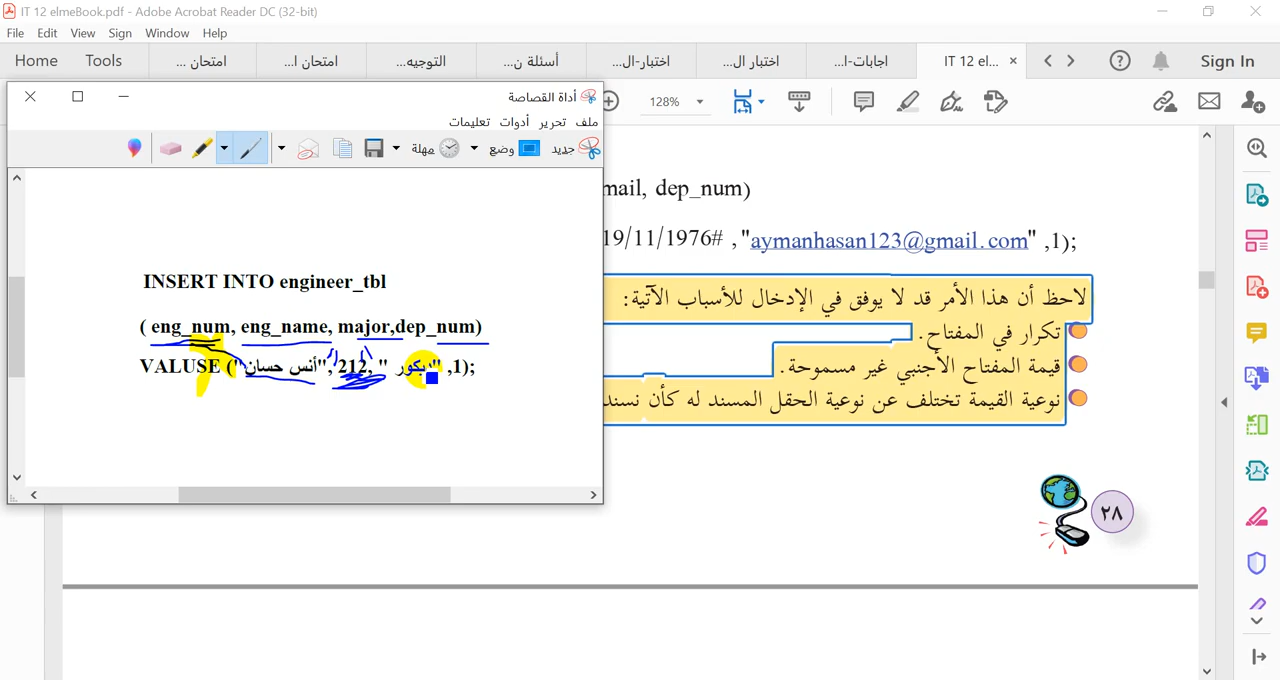 IT 12 elmeBook.pdf - Adobe Acrobat Reader DC (32-bit)
File Edit View Sign Window Help
Home Tools امتحان ... امتحان ا... التوجيه... أسئلة ن... اختبار-ال... اختبار ال... اجابات-ا... IT 12 el... × Sign In
128%
أداة القصاصة
ملف تحرير أدوات تعليمات
جديد وضع مهلة
INSERT INTO engineer_tbl
( eng_num, eng_name, major,dep_num)
VALUSE ("أنس حسان", 212, " ديكور" ,1);
mail, dep_num)
19/11/1976# ,"aymanhasan123@gmail.com" ,1);
لاحظ أن هذا الأمر قد لا يوفق في الإدخال للأسباب الآتية:
تكرار في المفتاح.
قيمة المفتاح الأجنبي غير مسموحة.
نوعية القيمة تختلف عن نوعية الحقل المسند له كأن نسند
٢٨